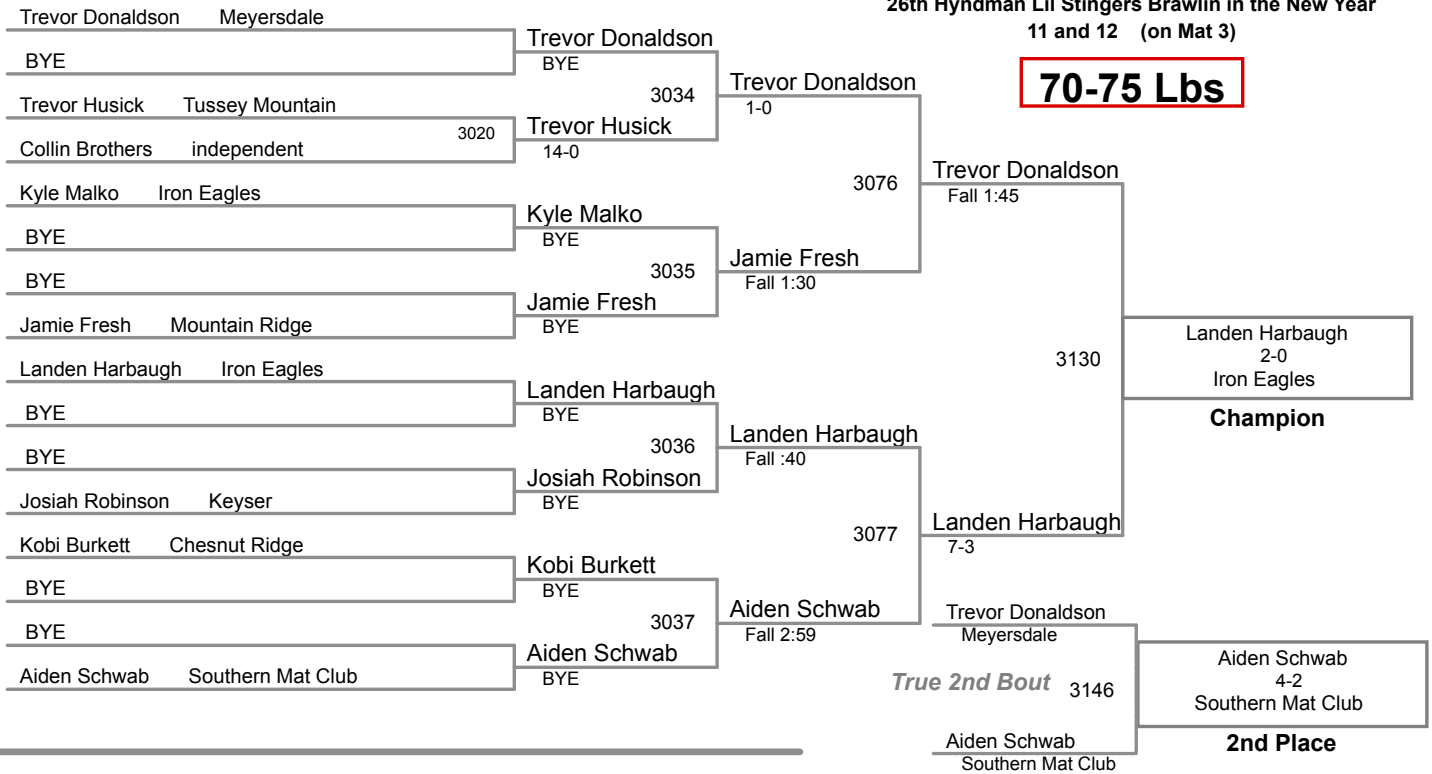 26th Hyndman Lil Stingers Brawlin in the New Year
11 and 12 (on Mat 3)
70-75 Lbs
Trevor Donaldson Meyersdale
BYE
Trevor Husick Tussey Mountain
Collin Brothers independent
3020
Kyle Malko Iron Eagles
BYE
BYE
Jamie Fresh Mountain Ridge
Landen Harbaugh Iron Eagles
BYE
BYE
Josiah Robinson Keyser
Kobi Burkett Chesnut Ridge
BYE
BYE
Aiden Schwab Southern Mat Club
Trevor Donaldson
BYE
3034
Trevor Husick
14-0
Kyle Malko
BYE
3035
Jamie Fresh
BYE
Landen Harbaugh
BYE
3036
Josiah Robinson
BYE
Kobi Burkett
BYE
3037
Aiden Schwab
BYE
Trevor Donaldson
1-0
3076
Jamie Fresh
Fall 1:30
Landen Harbaugh
Fall :40
3077
Aiden Schwab
Fall 2:59
Trevor Donaldson
Fall 1:45
3130
Landen Harbaugh
7-3
Landen Harbaugh
2-0
Iron Eagles
Champion
Trevor Donaldson
Meyersdale
True 2nd Bout 3146
Aiden Schwab
Southern Mat Club
Aiden Schwab
4-2
Southern Mat Club
2nd Place